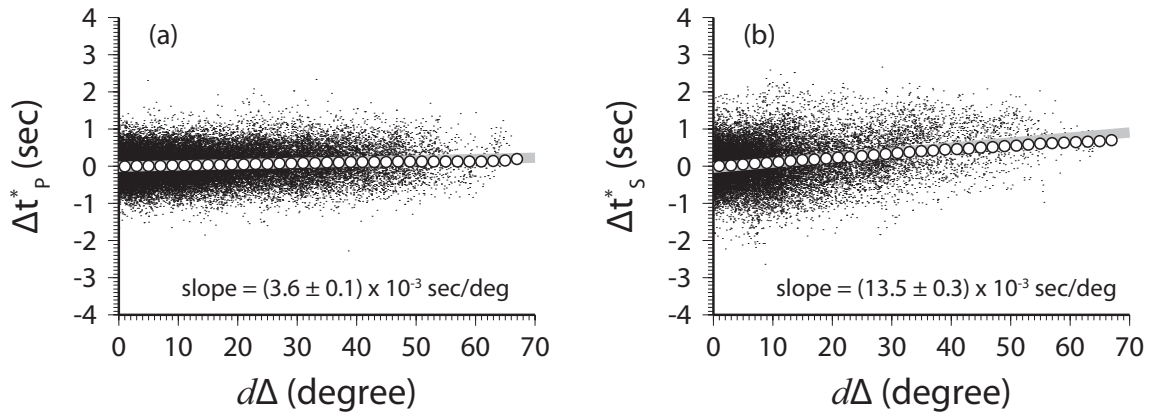 (a)
4
3
2
1
0
-1
-2
-3
-4
Δt*P (sec)
slope = (3.6 ± 0.1) x 10-3 sec/deg
0 10 20 30 40 50 60 70
dΔ (degree)
(b)
4
3
2
1
0
-1
-2
-3
-4
Δt*S (sec)
slope = (13.5 ± 0.3) x 10-3 sec/deg
0 10 20 30 40 50 60 70
dΔ (degree)